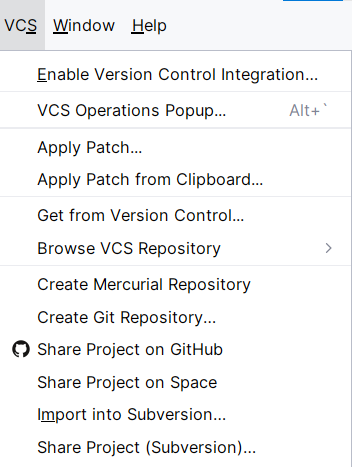 VCS Window Help
Enable Version Control Integration...
VCS Operations Popup... Alt+`
Apply Patch...
Apply Patch from Clipboard...
Get from Version Control...
Browse VCS Repository
Create Mercurial Repository
Create Git Repository...
Share Project on GitHub
Share Project on Space
Import into Subversion...
Share Project (Subversion)...